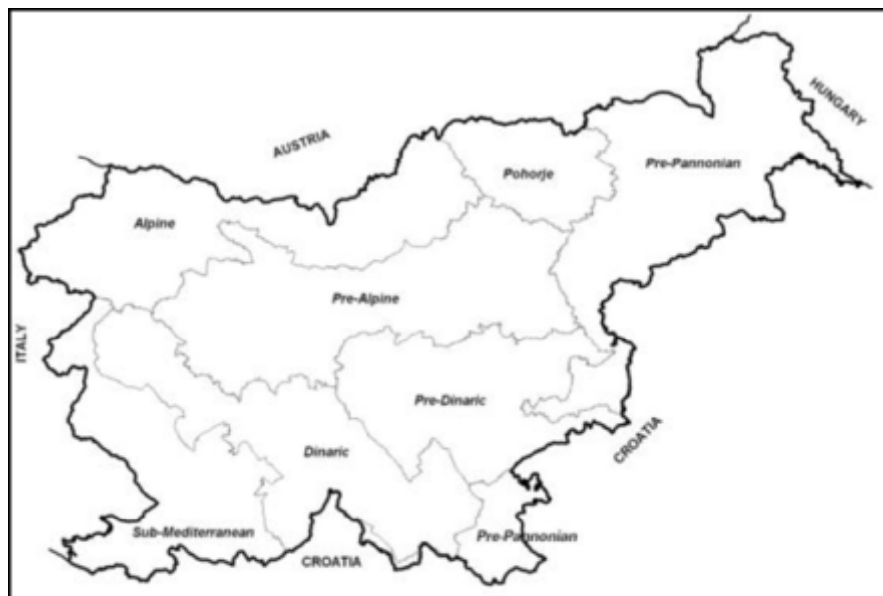 HUNGARY
AUSTRIA
Pohorje
Pre-Pannonian
Alpine
Pre-Alpine
ITALY
Pre-Dinaric
CROATIA
Dinaric
Sub-Mediterranean
Pre-Pannonian
CROATIA